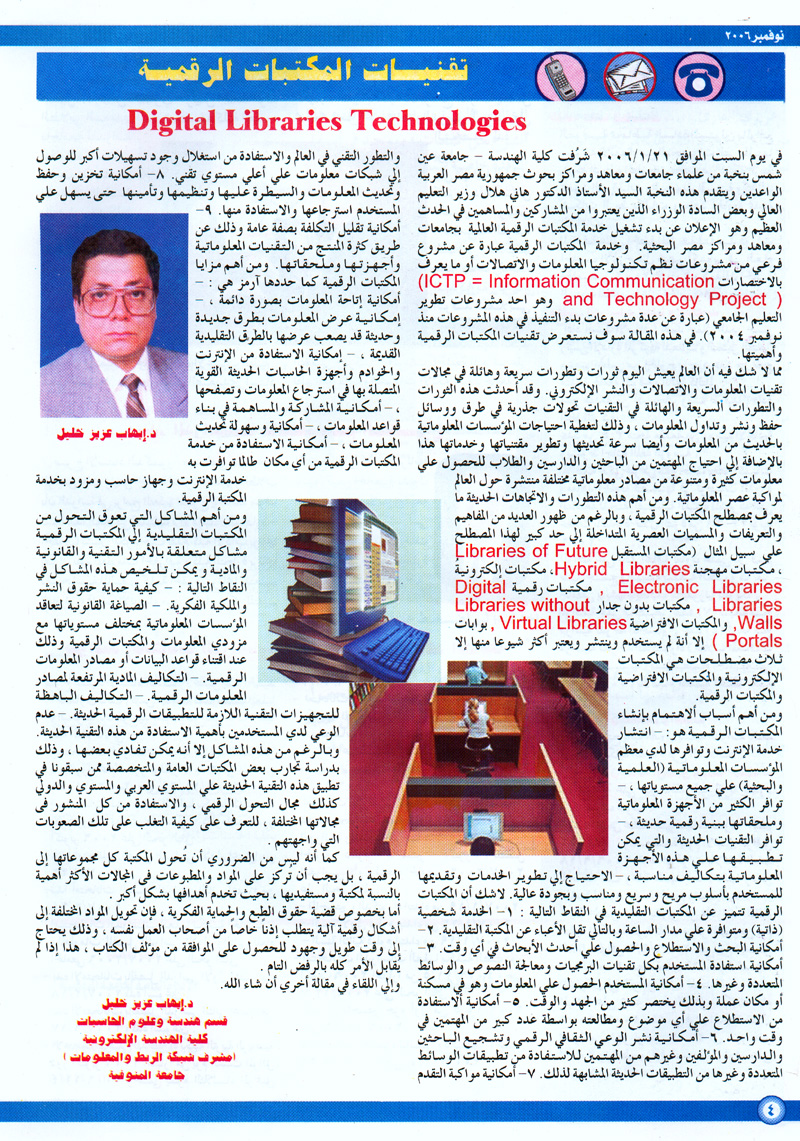 نوفمبر ٢٠٠٦
تقنيات المكتبات الرقمية
Digital Libraries Technologies
في يوم السبت الموافق ٢٠٠٦/١/٢١ شرُفت كلية الهندسة – جامعة عين
شمس بنخبة من علماء جامعات ومعاهد ومراكز بحوث جمهورية مصر العربية
الواعدين ويتقدم هذه النخبة السيد الأستاذ الدكتور هاني هلال وزير التعليم
العالي وبعض السادة الوزراء الذين يعتبروا من المشاركين والمساهمين في الحدث
العظيم وهو الإعلان عن بدء تشغيل خدمة المكتبات الرقمية العالمية بجامعات
ومعاهد ومراكز مصر البحثية. وخدمة المكتبات الرقمية عبارة عن مشروع
فرعي من مشروعات نظم تكنولوجيا المعلومات والاتصالات أو ما يعرف
بالاختصارات ICTP = Information Communication)
( and Technology Project وهو احد مشروعات تطوير
التعليم الجامعي (عبارة عن عدة مشروعات بدء التنفيذ في هذه المشروعات منذ
نوفمبر ٢٠٠٤). في هذه المقالة سوف نستعرض تقنيات المكتبات الرقمية
وأهميتها.
مما لا شك فيه أن العالم يعيش اليوم ثورات وتطورات سريعة وهائلة في مجالات
تقنيات المعلومات والاتصالات والنشر الإلكتروني. وقد أحدثت هذه الثورات
والتطورات السريعة والهائلة في التقنيات تحولات جذرية في طرق ووسائل
حفظ ونشر وتداول المعلومات ، وذلك لتغطية احتياجات المؤسسات المعلوماتية
بالحديث من المعلومات وأيضا سرعة تحديثها وتطوير مقتنياتها وخدماتها هذا
بالإضافة إلي احتياج المهتمين من الباحثين والدارسين والطلاب للحصول علي
معلومات كثيرة ومتنوعة من مصادر معلوماتية مختلفة منتشرة حول العالم
لمواكبة عصر المعلوماتية. ومن أهم هذه التطورات والاتجاهات الحديثة ما
يعرف بمصطلح المكتبات الرقمية ، وبالرغم من ظهور العديد من المفاهيم
والتعريفات والمسميات العصرية المتداخلة إلي حد كبير لهذا المصطلح
علي سبيل المثال (مكتبات المستقبل Libraries of Future
، مكتبات مهجنة Hybrid Libraries، مكتبات إلكترونية
Electronic Libraries , مكتبات رقمية Digital
Libraries , مكتبات بدون جدار Libraries without
Walls, والمكتبات الافتراضية Virtual Libraries , بوابات
Portals ) إلا أنة لم يستخدم وينتشر ويعتبر أكثر شيوعا منها إلا
ثلاث مصطلحات هي المكتبات
الإلكترونية والمكتبات الافتراضية
والمكتبات الرقمية.
ومن أهم أسباب ألاهتمام بإنشاء
المكتبات الرقمية هو: – انتشار
خدمة الإنترنت وتوافرها لدي معظم
المؤسسات المعلوماتية (العلمية
والبحثية) علي جميع مستوياتها ، –
توافر الكثير من الأجهزة المعلوماتية
وملحقاتها ببنية رقمية حديثة ، –
توافر التقنيات الحديثة والتي يمكن
تطبيقها علي هذه الأجهزة
المعلوماتية بتكاليف مناسبة ، – الاحتياج إلي تطوير الخدمات وتقديمها
للمستخدم بأسلوب مريح وسريع ومناسب وبجودة عالية. لاشك أن المكتبات
الرقمية تتميز عن المكتبات التقليدية في النقاط التالية : ١– الخدمة شخصية
(ذاتية) ومتوافرة علي مدار الساعة وبالتالي تقل الأعباء عن المكتبة التقليدية. ٢–
أمكانية البحث والاستطلاع والحصول علي أحدث الأبحاث في أي وقت. ٣–
أمكانية استفادة المستخدم بكل تقنيات البرمجيات ومعالجة النصوص والوسائط
المتعددة وغيرها. ٤– أمكانية المستخدم الحصول علي المعلومات وهو في مسكنة
أو مكان عملة وبذلك يختصر كثير من الجهد والوقت. ٥– أمكانية الاستفادة
من الاستطلاع علي أي موضوع ومطالعته بواسطة عدد كبير من المهتمين في
وقت واحد. ٦– أمكانية نشر الوعي الثقافي الرقمي وتشجيع الباحثين
والدارسين والمؤلفين وغيرهم من المهتمين للاستفادة من تطبيقات الوسائط
المتعددة وغيرها من التطبيقات الحديثة المشابهة لذلك. ٧– أمكانية مواكبة التقدم
والتطور التقني في العالم والاستفادة من استغلال وجود تسهيلات أكبر للوصول
إلي شبكات معلومات علي أعلي مستوي تقني. ٨– أمكانية تخزين وحفظ
وتحديث المعلومات والسيطرة عليها وتنظيمها وتأمينها حتي يسهل علي
المستخدم استرجاعها والاستفادة منها. ٩–
أمكانية تقليل التكلفة بصفة عامة وذلك عن
طريق كثرة المنتج من التقنيات المعلوماتية
وأجهزتها وملحقاتها. ومن أهم مزايا
المكتبات الرقمية كما حددها آرمز هي : –
أمكانية إتاحة المعلومات بصورة دائمة ، –
إمكانية عرض المعلومات بطرق جديدة
وحديثة قد يصعب عرضها بالطرق التقليدية
القديمة ، – إمكانية الاستفادة من الإنترنت
والخوادم وأجهزة الحاسبات الحديثة القوية
المتصلة بها في استرجاع المعلومات وتصفحها
، – أمكانية المشاركة والمساهمة في بناء
قواعد المعلومات ، – أمكانية وسهولة تحديث
المعلومات ، – أمكانية الاستفادة من خدمة
المكتبات الرقمية من أي مكان طالما توافرت به
د.إيهاب عزيز خليل
خدمة الإنترنت وجهاز حاسب ومزود بخدمة
المكتبة الرقمية.
ومن أهم المشاكل التي تعوق التحول من
المكتبات التقليدية إلي المكتبات الرقمية
مشاكل متعلقة بالأمور التقنية والقانونية
والمادية ويمكن تلخيص هذه المشاكل في
النقاط التالية : – كيفية حماية حقوق النشر
والملكية الفكرية. – الصياغة القانونية لتعاقد
المؤسسات المعلوماتية بمختلف مستوياتها مع
مزودي المعلومات والمكتبات الرقمية وذلك
عند اقتناء قواعد البيانات أو مصادر المعلومات
الرقمية. – التكاليف المادية المرتفعة لمصادر
المعلومات الرقمية. – التكاليف الباهظة
للتجهيزات التقنية اللازمة للتطبيقات الرقمية الحديثة. – عدم
الوعي لدي المستخدمين بأهمية الاستفادة من هذه التقنية الحديثة.
وبالرغم من هذه المشاكل إلا أنه يمكن تفادي بعضها ، وذلك
بدراسة تجارب بعض المكتبات العامة والمتخصصة ممن سبقونا في
تطبيق هذه التقنية الحديثة علي المستوي العربي والمستوي والدولي
كذلك مجال التحول الرقمي ، والاستفادة من كل المنشور فى
مجالاتها المختلفة ، للتعرف على كيفية التغلب على تلك الصعوبات
التي واجهتهم .
كما أنه ليس من الضروري أن تُحول المكتبة كل مجموعاتها إلى
الرقمية ، بل يجب أن تُركز على المواد والمطبوعات فى المجالات الأكثر أهمية
بالنسبة لمكتبة ومستفيديها ، بحيث تخدم أهدافها بشكل أكبر .
أما بخصوص قضية حقوق الطبع والحماية الفكرية ، فإن تحويل المواد المختلفة إلى
أشكال رقمية آلية يتطلب إذناً خاصاً من أصحاب العمل نفسه ، وذلك يحتاج
إلى وقت طويل وجهود للحصول على الموافقة من مؤلف الكتاب ، هذا إذا لم
يُقابل الأمر كله بالرفض التام .
وإلي اللقاء في مقالة أخري أن شاء الله.
د.إيهاب عزيز خليل
قسم هندسة وعلوم الحاسبات
كلية الهندسة الإلكترونية
(مشرف شبكة الربط والمعلومات )
جامعة المنوفية
٤